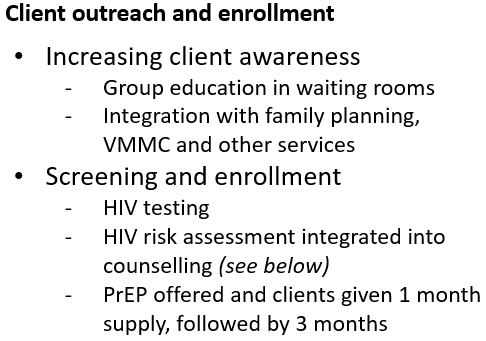 Client outreach and enrollment
• Increasing client awareness
- Group education in waiting rooms
- Integration with family planning,
VMMC and other services
• Screening and enrollment
- HIV testing
- HIV risk assessment integrated into
counselling (see below)
- PrEP offered and clients given 1 month
supply, followed by 3 months